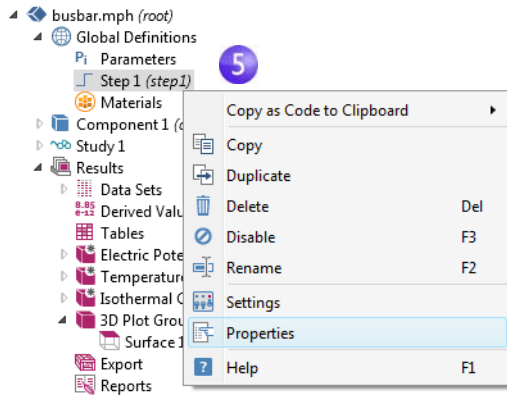 busbar.mph (root)
Global Definitions
Pi Parameters
5
Step 1 (step1)
Materials
Component 1 (c
Study 1
Results
Data Sets
8.85
e-12 Derived Valu
Tables
Electric Pote
Temperature
Isothermal C
3D Plot Grou
Surface 1
Export
Reports
Copy as Code to Clipboard
Copy
Duplicate
Delete Del
Disable F3
Rename F2
Settings
Properties
? Help F1